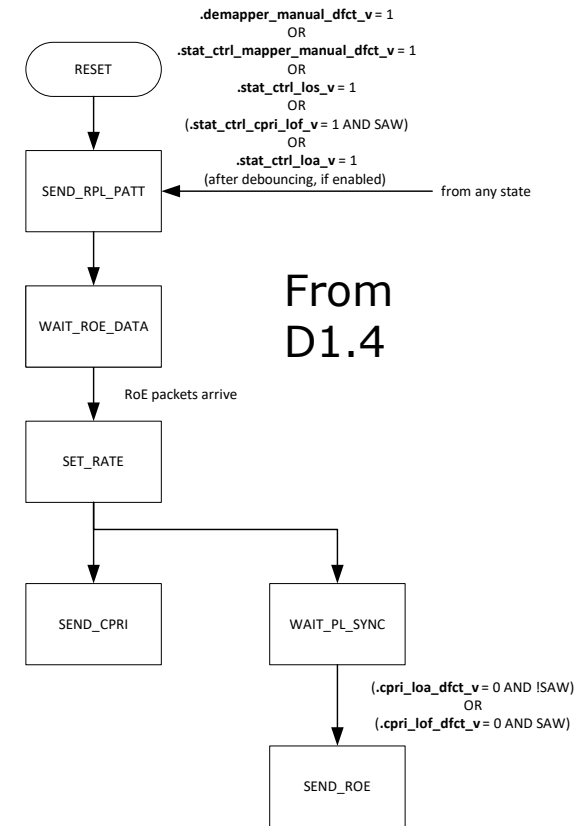 .demapper_manual_dfct_v = 1
OR
.stat_ctrl_mapper_manual_dfct_v = 1
OR
.stat_ctrl_los_v = 1
OR
(.stat_ctrl_cpri_lof_v = 1 AND SAW)
OR
.stat_ctrl_loa_v = 1
(after debouncing, if enabled)
RESET
SEND_RPL_PATT
from any state
WAIT_ROE_DATA
From
D1.4
RoE packets arrive
SET_RATE
SEND_CPRI
WAIT_PL_SYNC
(.cpri_loa_dfct_v = 0 AND !SAW)
OR
(.cpri_lof_dfct_v = 0 AND SAW)
SEND_ROE